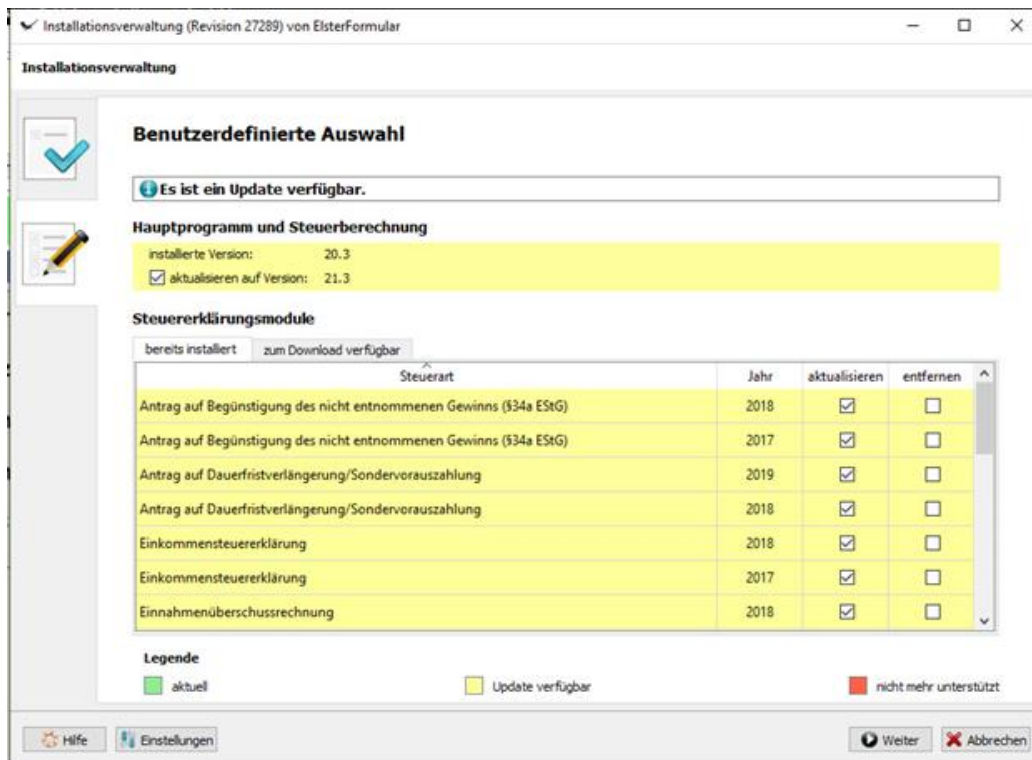 Installationsverwaltung (Revision 27289) von ElsterFormular
Installationsverwaltung
Benutzerdefinierte Auswahl
Es ist ein Update verfügbar.
Hauptprogramm und Steuerberechnung
installierte Version: 20.3
aktualisieren auf Version: 21.3
Steuererklärungsmodule
bereits installiert zum Download verfügbar
Steuerart Jahr aktualisieren entfernen
Antrag auf Begünstigung des nicht entnommenen Gewinns (§34a EStG) 2018
Antrag auf Begünstigung des nicht entnommenen Gewinns (§34a EStG) 2017
Antrag auf Dauerfristverlängerung/Sondervorauszahlung 2019
Antrag auf Dauerfristverlängerung/Sondervorauszahlung 2018
Einkommensteuererklärung 2018
Einkommensteuererklärung 2017
Einnahmenüberschussrechnung 2018
Legende
aktuell Update verfügbar nicht mehr unterstützt
Hilfe Einstellungen Weiter Abbrechen